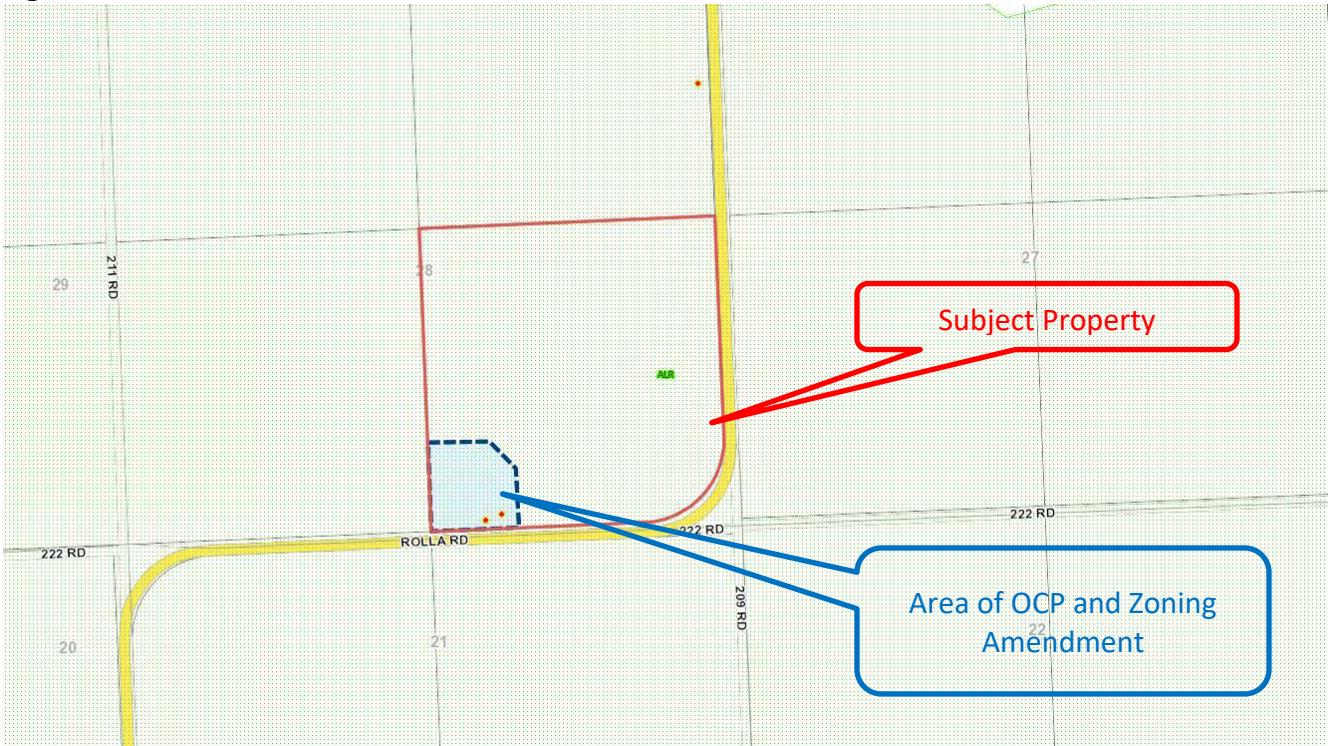 27
28
29
211 RD
Subject Property
ALR
222 RD
222 RD
ROLLA RD
222 RD
209 RD
Area of OCP and Zoning
Amendment
22
21
20